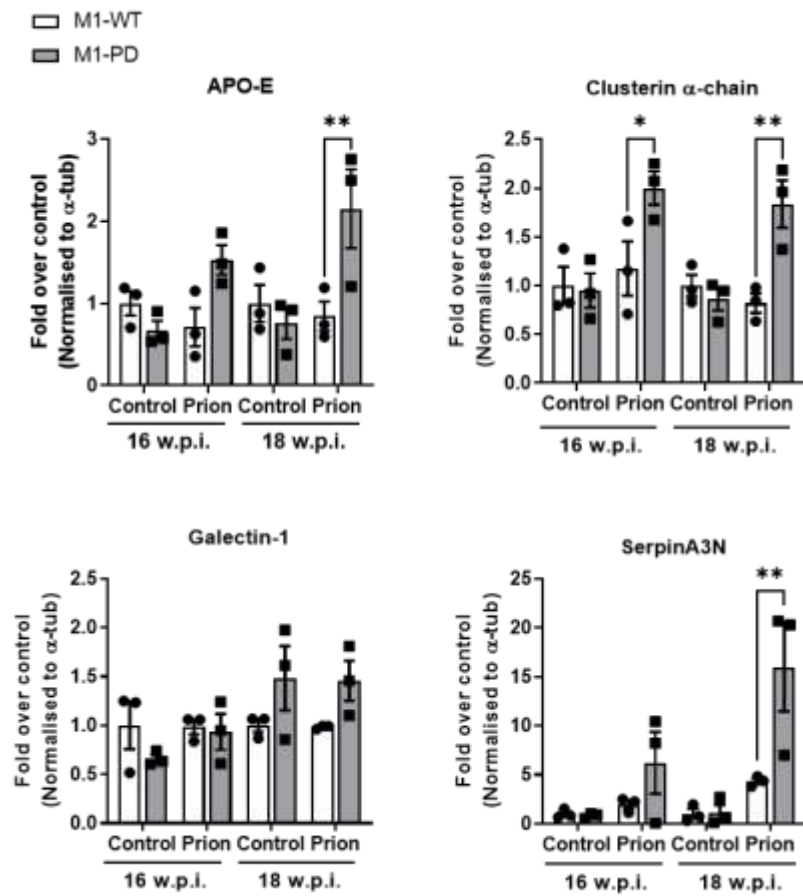 M1-WT
M1-PD
APO-E
Fold over control
(Normalised to α-tub)
3
2
1
0
**
Control Prion Control Prion
16 w.p.i. 18 w.p.i.
Clusterin α-chain
Fold over control
(Normalised to α-tub)
2.5
2.0
1.5
1.0
0.5
0.0
* **
Control Prion Control Prion
16 w.p.i. 18 w.p.i.
Galectin-1
Fold over control
(Normalised to α-tub)
2.5
2.0
1.5
1.0
0.5
0.0
Control Prion Control Prion
16 w.p.i. 18 w.p.i.
SerpinA3N
Fold over control
(Normalised to α-tub)
25
20
15
10
5
0
**
Control Prion Control Prion
16 w.p.i. 18 w.p.i.